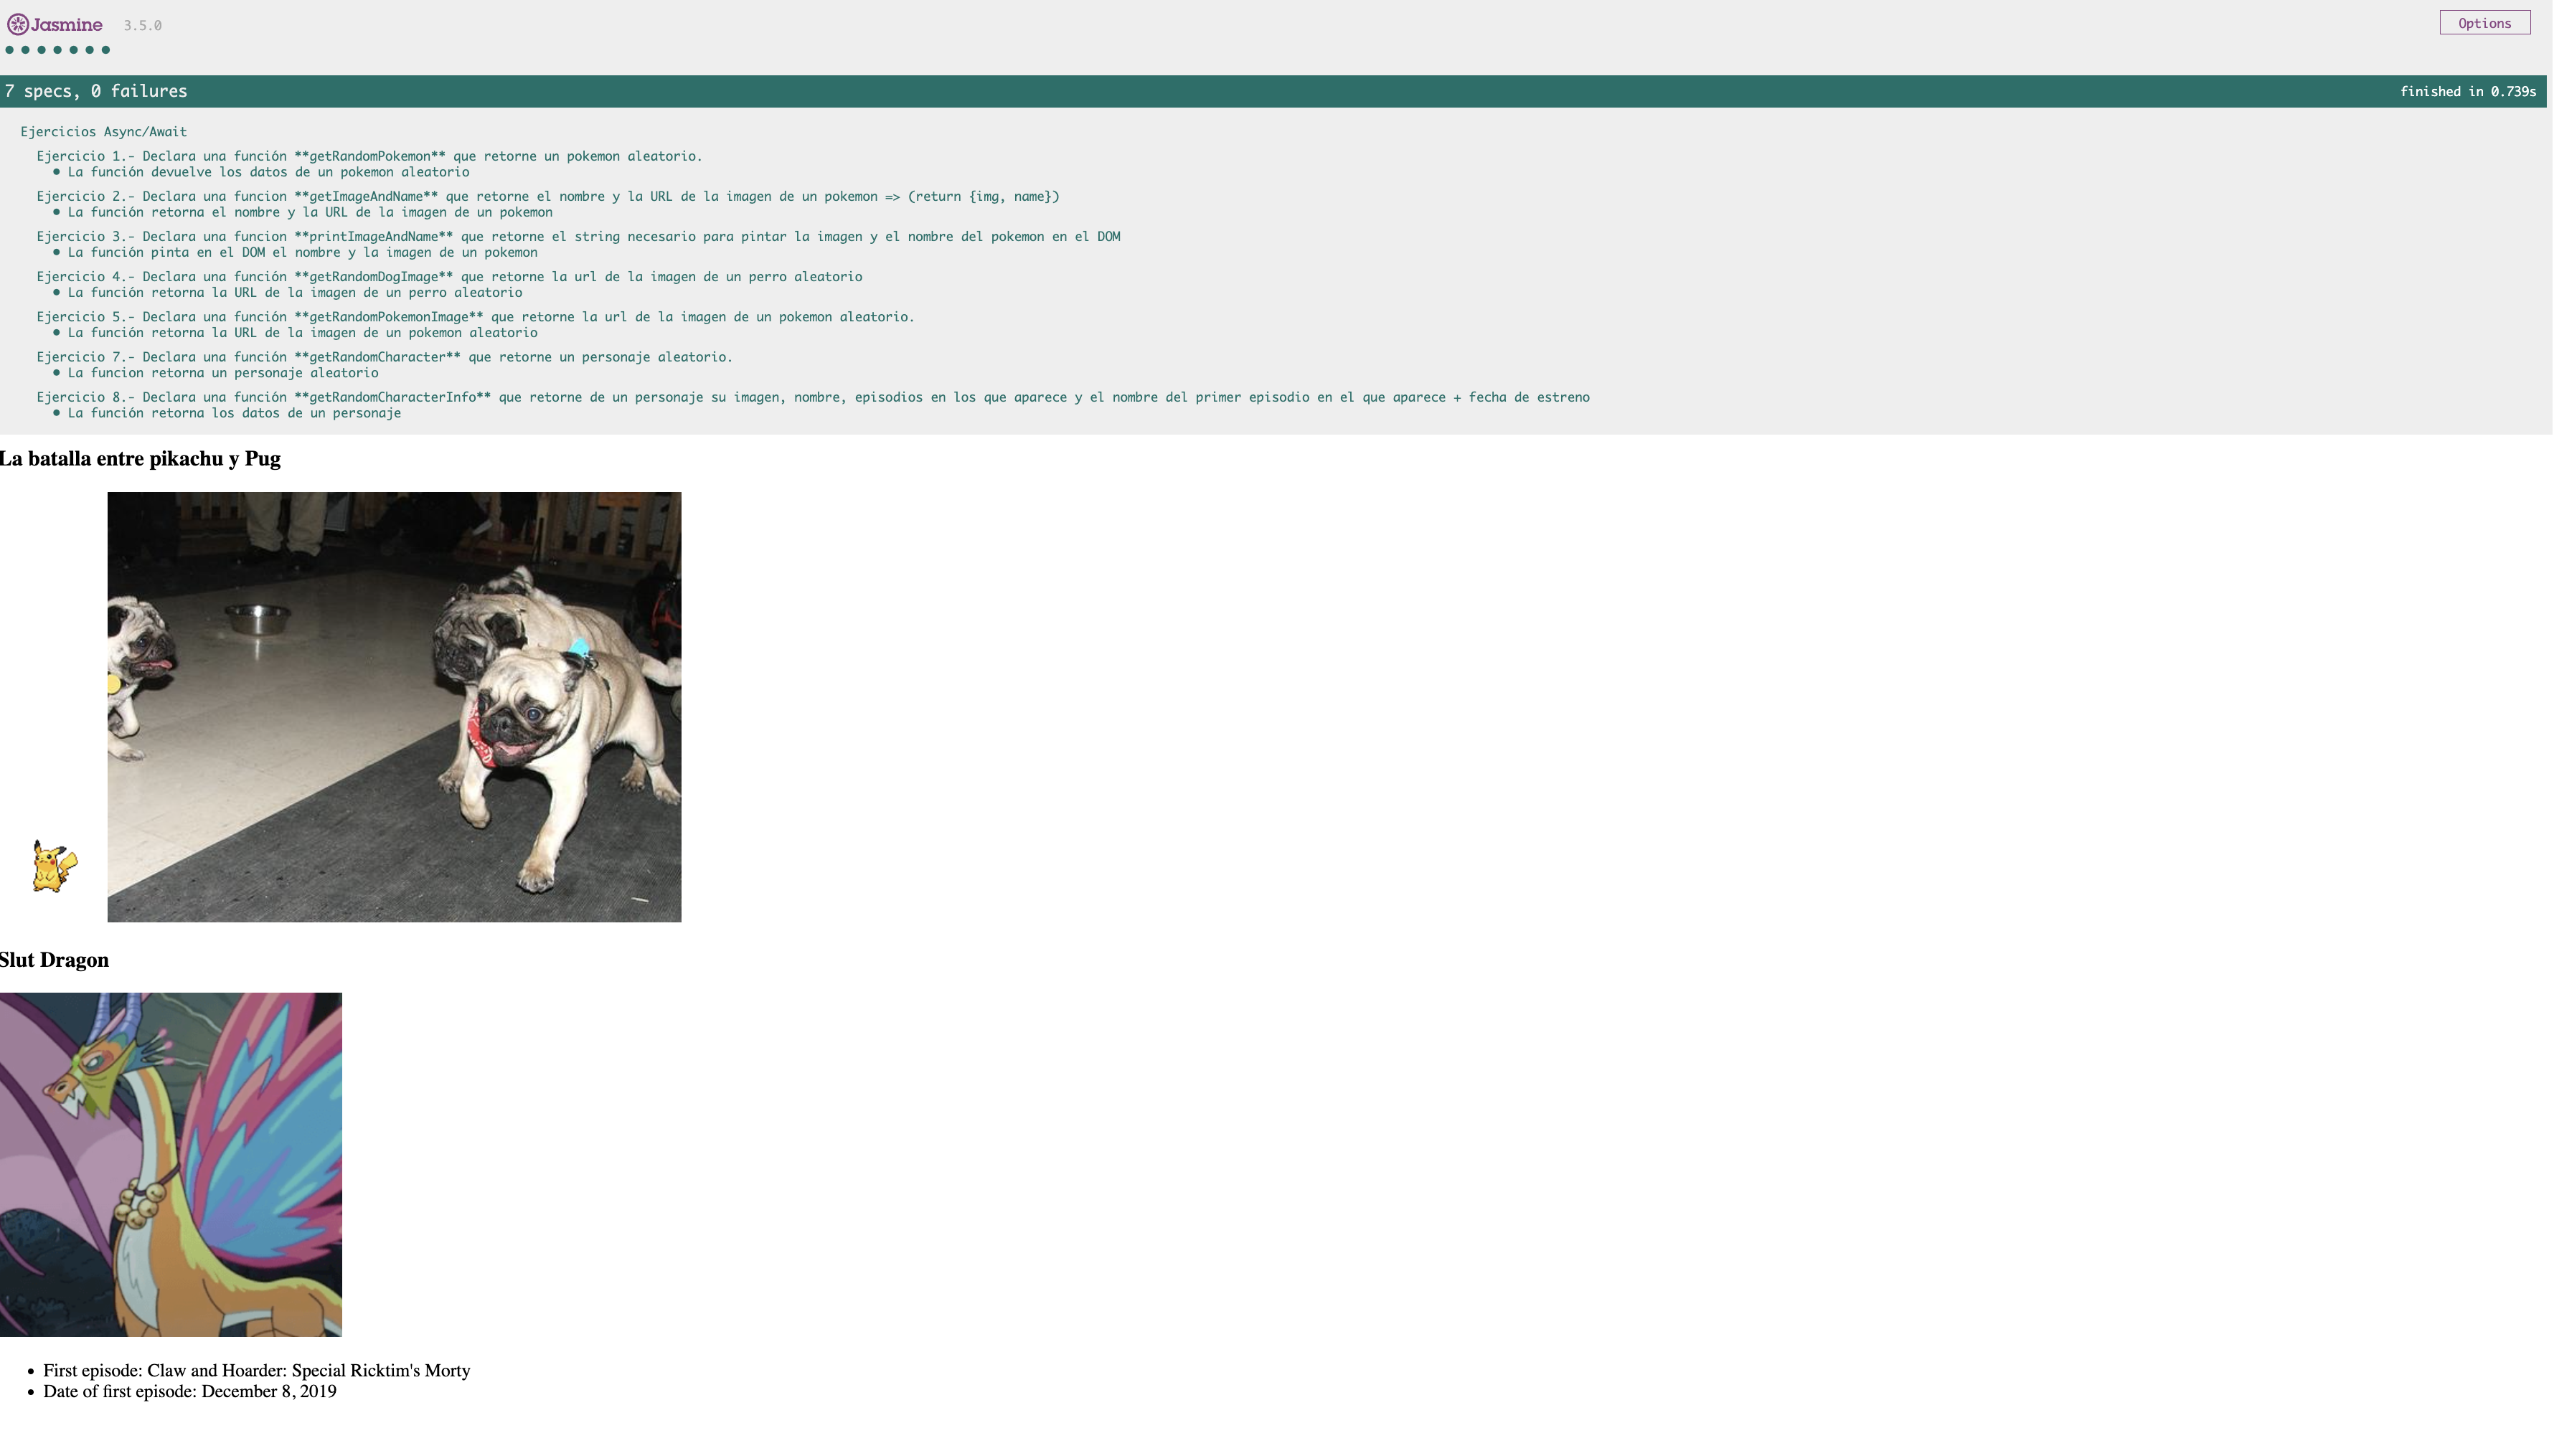 Jasmine 3.5.0
Options
7 specs, 0 failures
finished in 0.739s
Ejercicios Async/Await
Ejercicio 1.- Declara una función **getRandomPokemon** que retorne un pokemon aleatorio.
• La función devuelve los datos de un pokemon aleatorio
Ejercicio 2.- Declara una funcion **getImageAndName** que retorne el nombre y la URL de la imagen de un pokemon => (return {img, name})
• La función retorna el nombre y la URL de la imagen de un pokemon
Ejercicio 3.- Declara una funcion **printImageAndName** que retorne el string necesario para pintar la imagen y el nombre del pokemon en el DOM
• La función pinta en el DOM el nombre y la imagen de un pokemon
Ejercicio 4.- Declara una función **getRandomDogImage** que retorne la url de la imagen de un perro aleatorio
• La función retorna la URL de la imagen de un perro aleatorio
Ejercicio 5.- Declara una función **getRandomPokemonImage** que retorne la url de la imagen de un pokemon aleatorio.
• La función retorna la URL de la imagen de un pokemon aleatorio
Ejercicio 7.- Declara una función **getRandomCharacter** que retorne un personaje aleatorio.
• La funcion retorna un personaje aleatorio
Ejercicio 8.- Declara una función **getRandomCharacterInfo** que retorne de un personaje su imagen, nombre, episodios en los que aparece y el nombre del primer episodio en el que aparece + fecha de estreno
• La función retorna los datos de un personaje
La batalla entre pikachu y Pug
Slut Dragon
• First episode: Claw and Hoarder: Special Ricktim's Morty
• Date of first episode: December 8, 2019